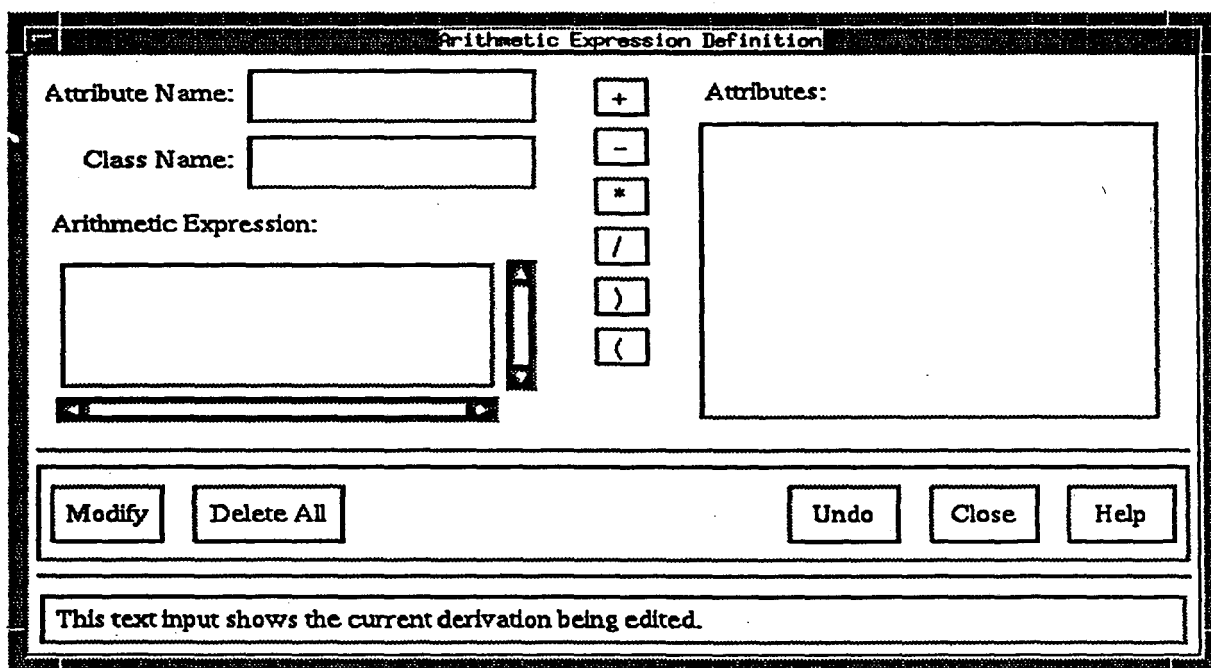 Arithmetic Expression Definition
Attribute Name:
Class Name:
Arithmetic Expression:
+
-
*
/
)
(
Attributes:
Modify
Delete All
Undo
Close
Help
This text input shows the current derivation being edited.